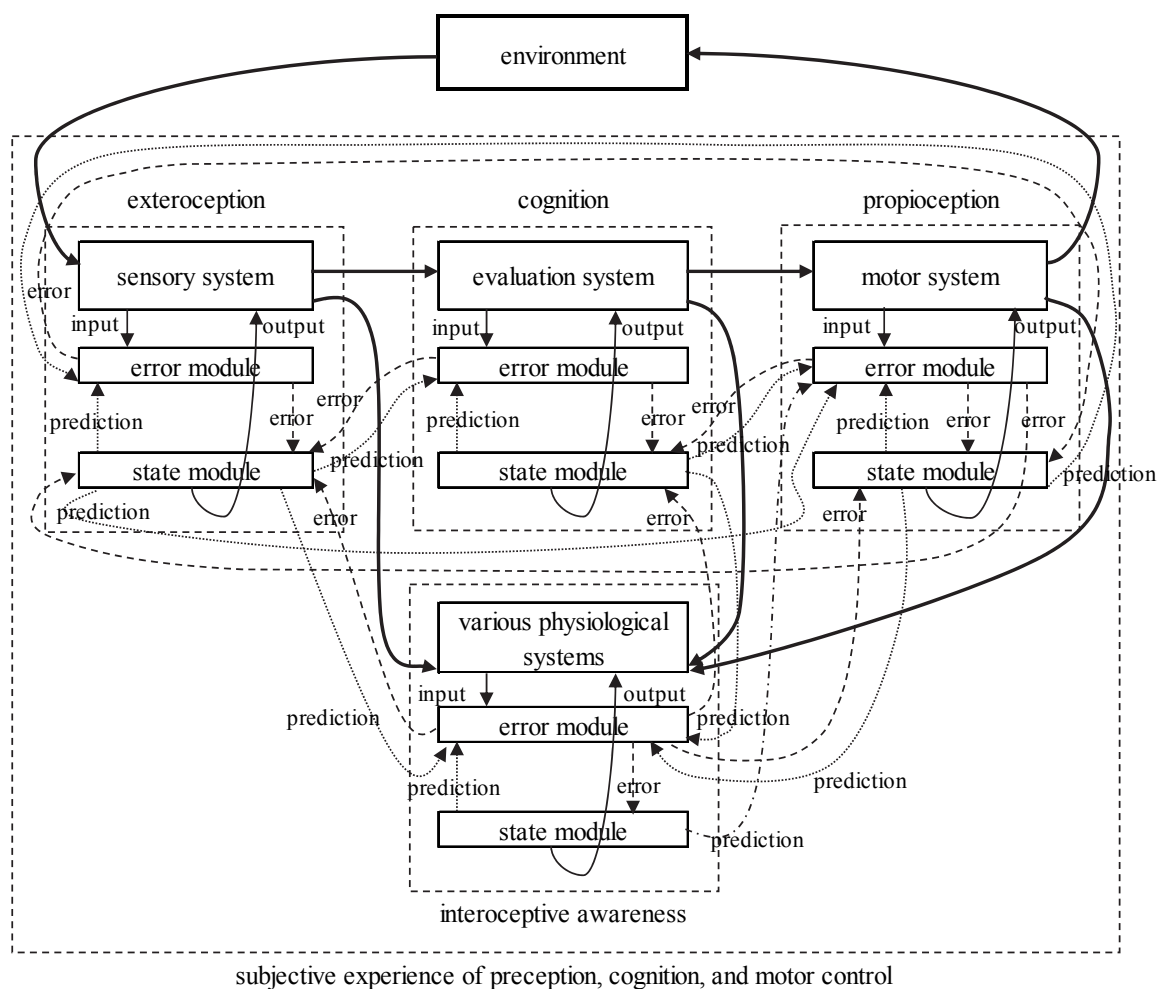 environment
exteroception
cognition
propioception
sensory system
evaluation system
motor system
error
input
output
input
output
input
output
error module
error module
error module
prediction
error
error
prediction
error
error
prediction
error
error
state module
prediction
state module
prediction
state module
prediction
prediction
error
error
error
various physiological
systems
input
output
prediction
error module
prediction
prediction
error
prediction
state module
prediction
interoceptive awareness
subjective experience of preception, cognition, and motor control